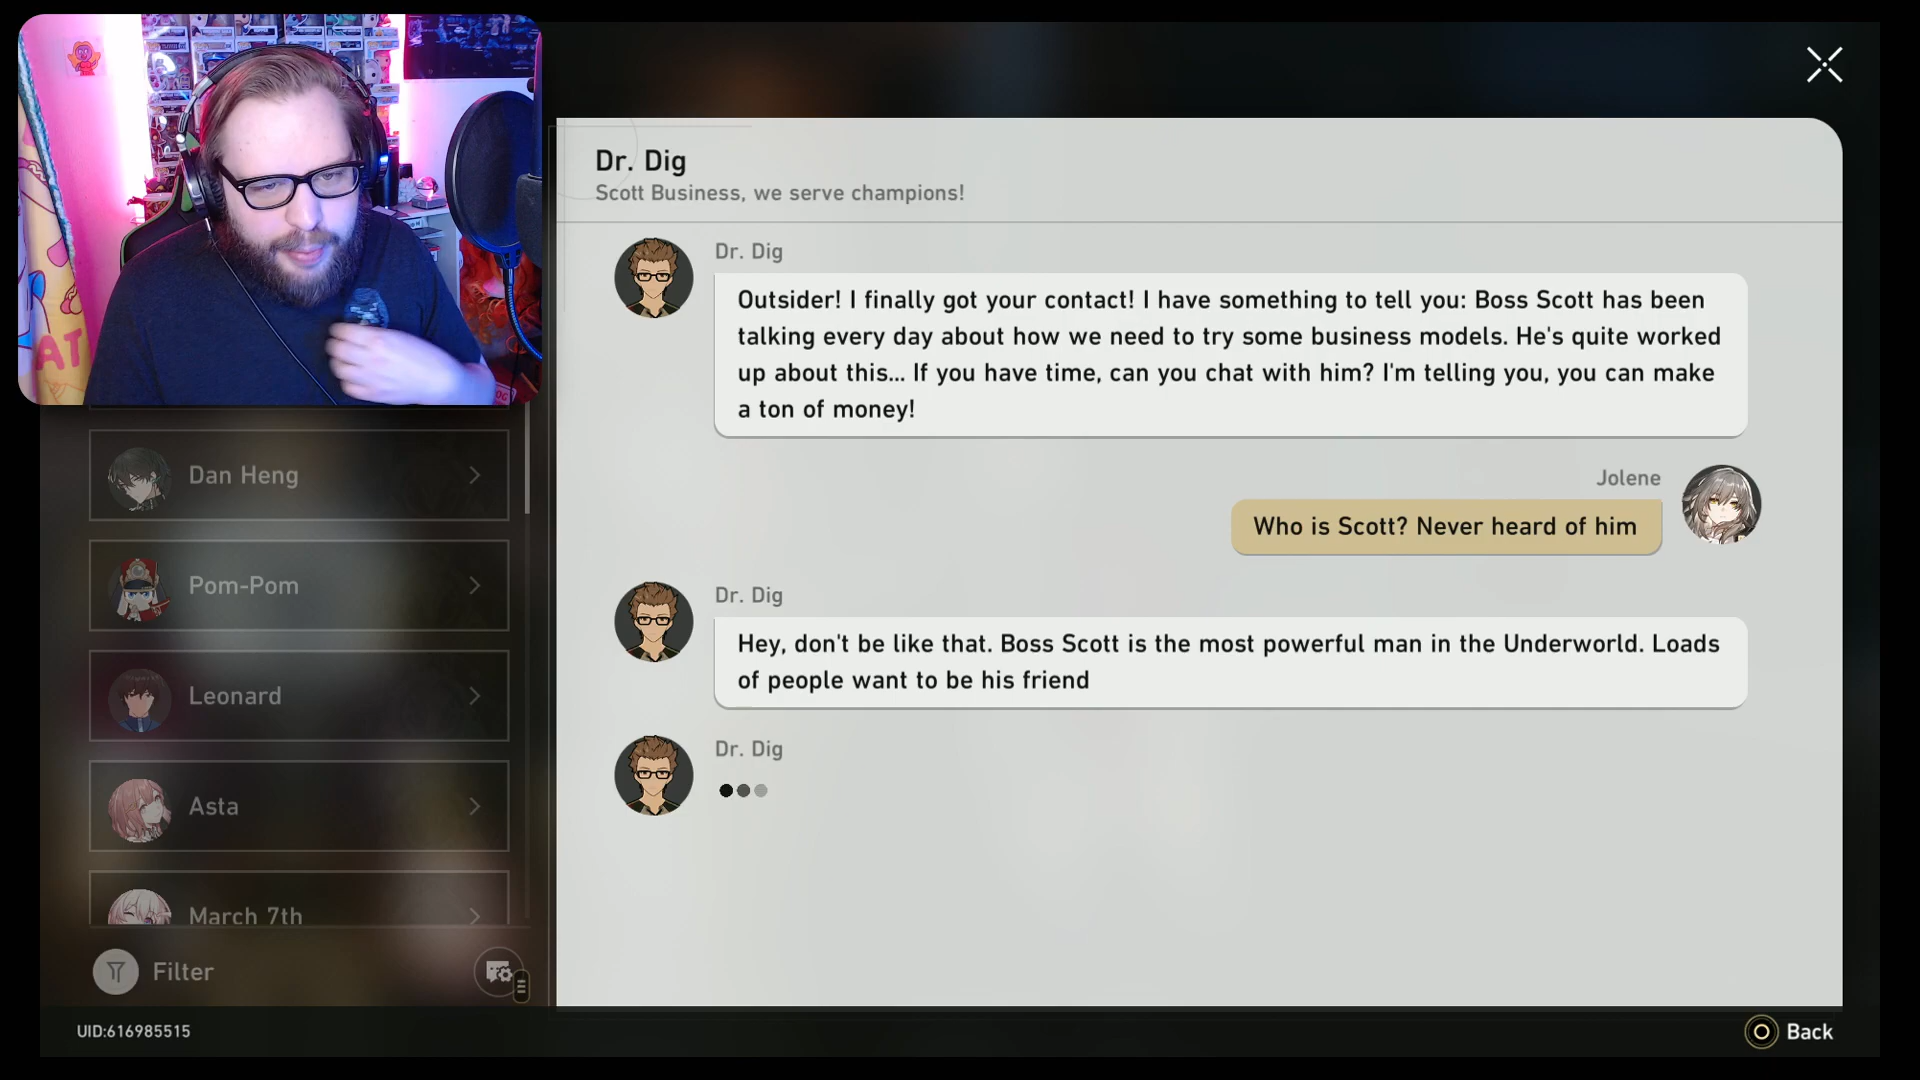 Dr. Dig
Scott Business, we serve champions!
Dr. Dig
Outsider! I finally got your contact! I have something to tell you: Boss Scott has been
talking every day about how we need to try some business models. He's quite worked
up about this... If you have time, can you chat with him? I'm telling you, you can make
a ton of money!
Jolene
Who is Scott? Never heard of him
Dr. Dig
Hey, don't be like that. Boss Scott is the most powerful man in the Underworld. Loads
of people want to be his friend
Dr. Dig
Dan Heng
Pom-Pom
Leonard
Asta
March 7th
Filter
UID:616985515
Back